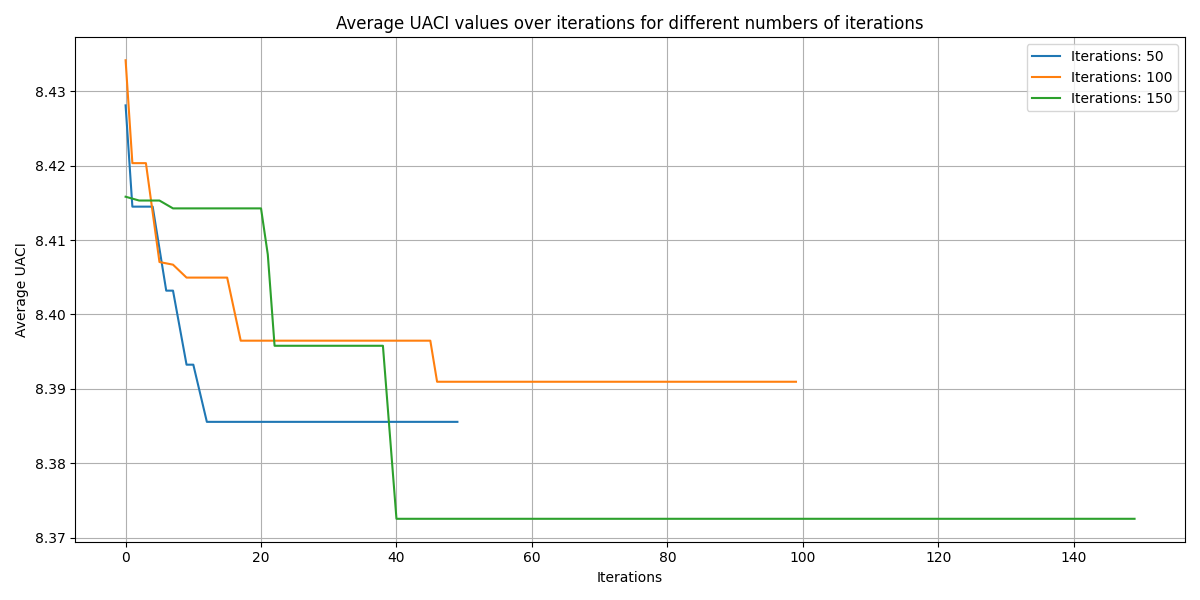 Average UACI values over iterations for different numbers of iterations
Iterations: 50
Iterations: 100
Iterations: 150
Average UACI
8.43
8.42
8.41
8.40
8.39
8.38
8.37
0 20 40 60 80 100 120 140
Iterations